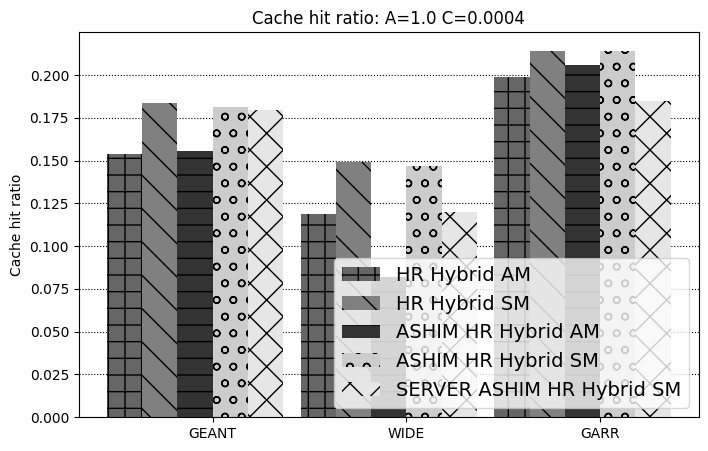 Cache hit ratio: A=1.0 C=0.0004
Cache hit ratio
0.200
0.175
0.150
0.125
0.100
0.075
0.050
0.025
0.000
HR Hybrid AM
HR Hybrid SM
ASHIM HR Hybrid AM
ASHIM HR Hybrid SM
SERVER ASHIM HR Hybrid SM
GEANT WIDE GARR